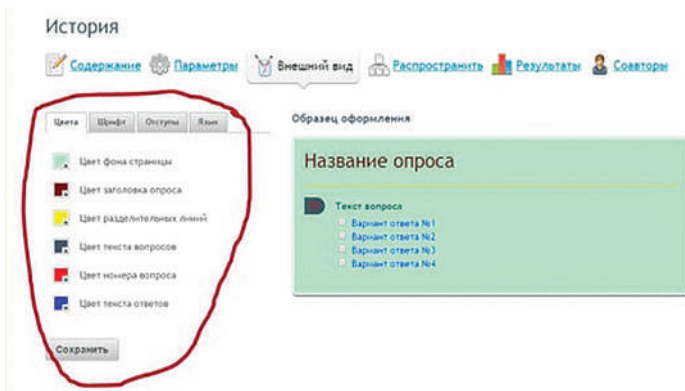 История
Содержание Параметры Внешний вид Распространить Результаты Соавторы
Цвета Шрифт Отступы Язык
Цвет фона страницы
Цвет заголовка опроса
Цвет разделительных линий
Цвет текста вопросов
Цвет номера вопроса
Цвет текста ответов
Сохранить
Образец оформления
Название опроса
Текст вопроса
Вариант ответа №1
Вариант ответа №2
Вариант ответа №3
Вариант ответа №4